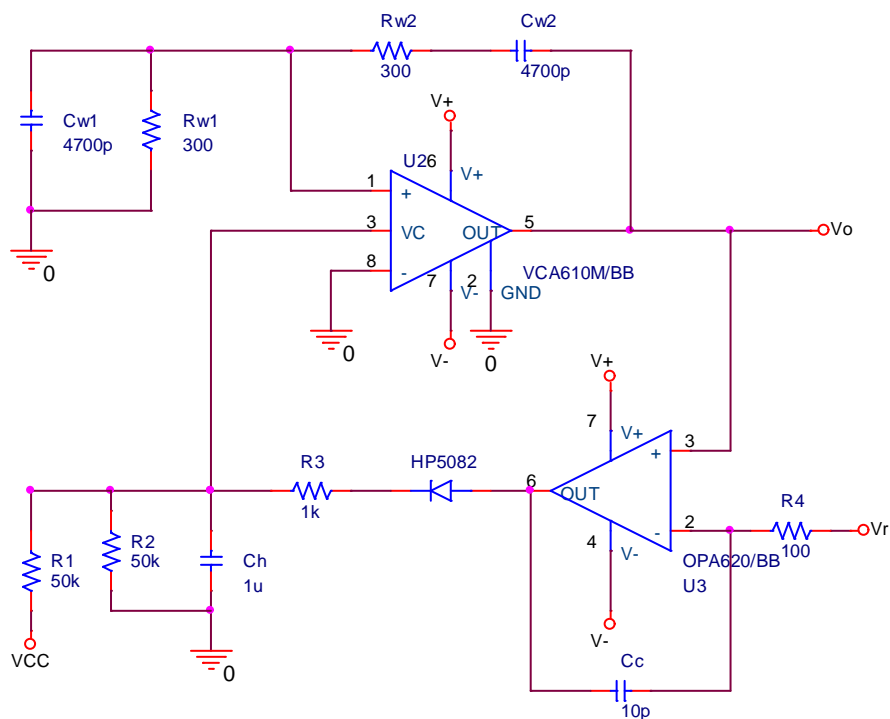 Rw2
300
Cw2
4700p
Cw1
4700p
Rw1
300
V+
U2
6
V+
1
+
3
VC
OUT
5
8
-
7
V-
2
GND
VCA610M/BB
V-
0
0
0
Vo
V+
7
V+
3
+
6
OUT
2
-
4
V-
OPA620/BB
U3
V-
R4
100
Vr
HP5082
R3
1k
R1
50k
R2
50k
Ch
1u
VCC
0
Cc
10p